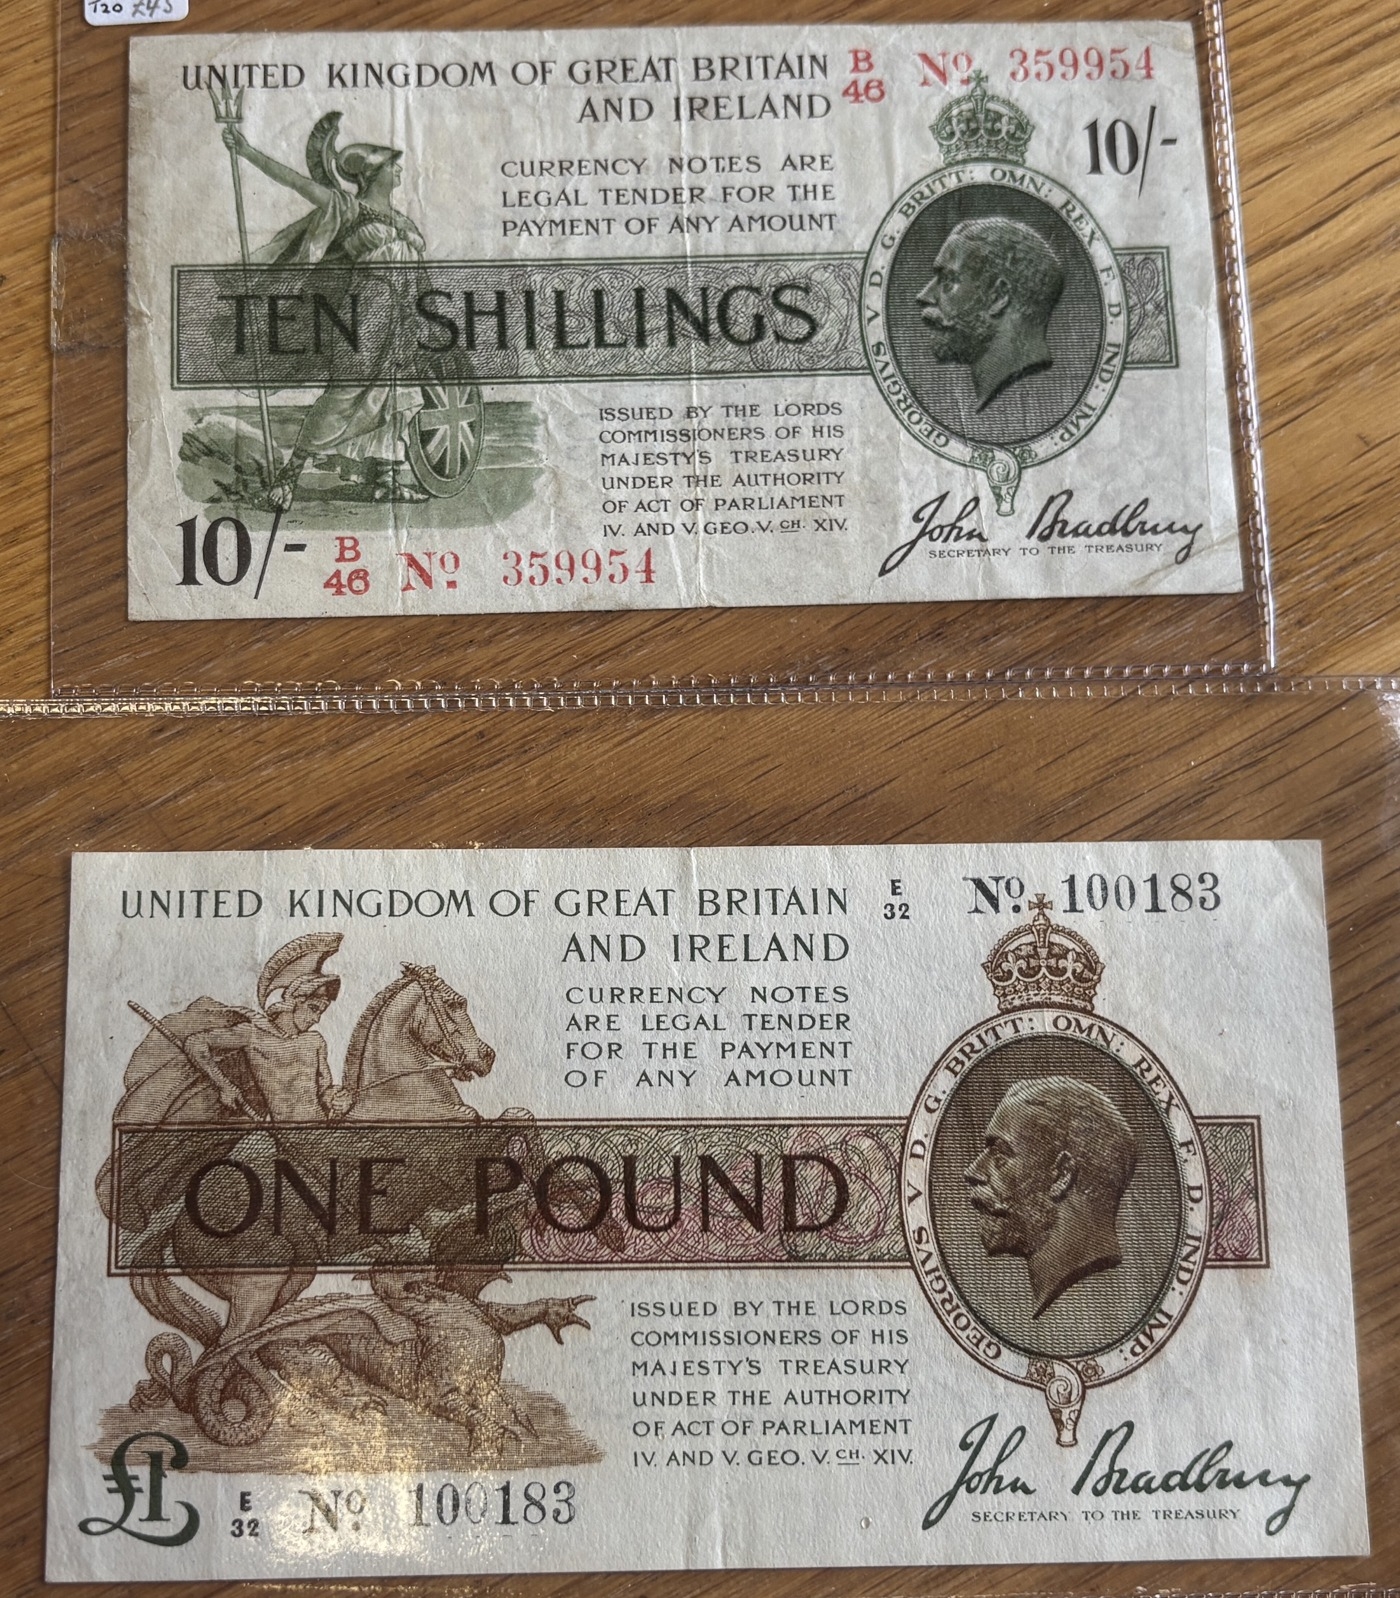 T20 £45
UNITED KINGDOM OF GREAT BRITAIN
AND IRELAND
B
46
Nº 359954
10/-
CURRENCY NOTES ARE
LEGAL TENDER FOR THE
PAYMENT OF ANY AMOUNT
TEN SHILLINGS
GEORGIVS V D. G. BRITT: OMN: REX F. D. IND: IMP:
ISSUED BY THE LORDS
COMMISSIONERS OF HIS
MAJESTY'S TREASURY
UNDER THE AUTHORITY
OF ACT OF PARLIAMENT
IV. AND V. GEO. V. CH. XIV.
John Bradbury
SECRETARY TO THE TREASURY
10/-
B
46
Nº 359954
UNITED KINGDOM OF GREAT BRITAIN
AND IRELAND
E
32
Nº 100183
CURRENCY NOTES
ARE LEGAL TENDER
FOR THE PAYMENT
OF ANY AMOUNT
ONE POUND
GEORGIVS V D. G. BRITT: OMN: REX F. D. IND: IMP:
ISSUED BY THE LORDS
COMMISSIONERS OF HIS
MAJESTY'S TREASURY
UNDER THE AUTHORITY
OF ACT OF PARLIAMENT
IV. AND V. GEO. V. CH. XIV.
John Bradbury
SECRETARY TO THE TREASURY
£1
E
32
Nº 100183